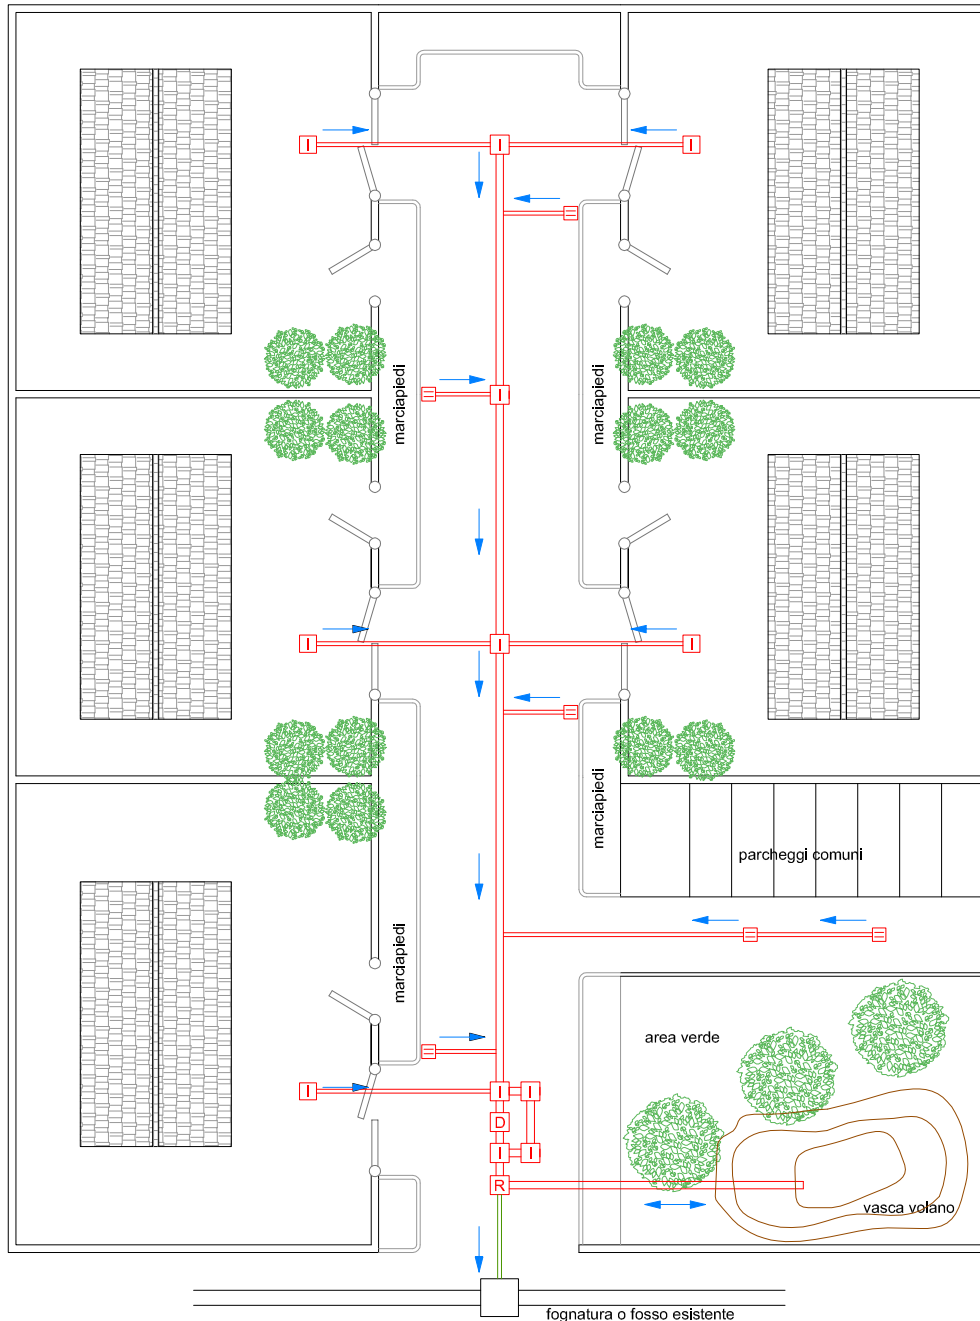 I
I
I
marciapiedi
marciapiedi
I
I
I
I
marciapiedi
parcheggi comuni
marciapiedi
area verde
I
I
I
D
I
I
R
vasca volano
fognatura o fosso esistente